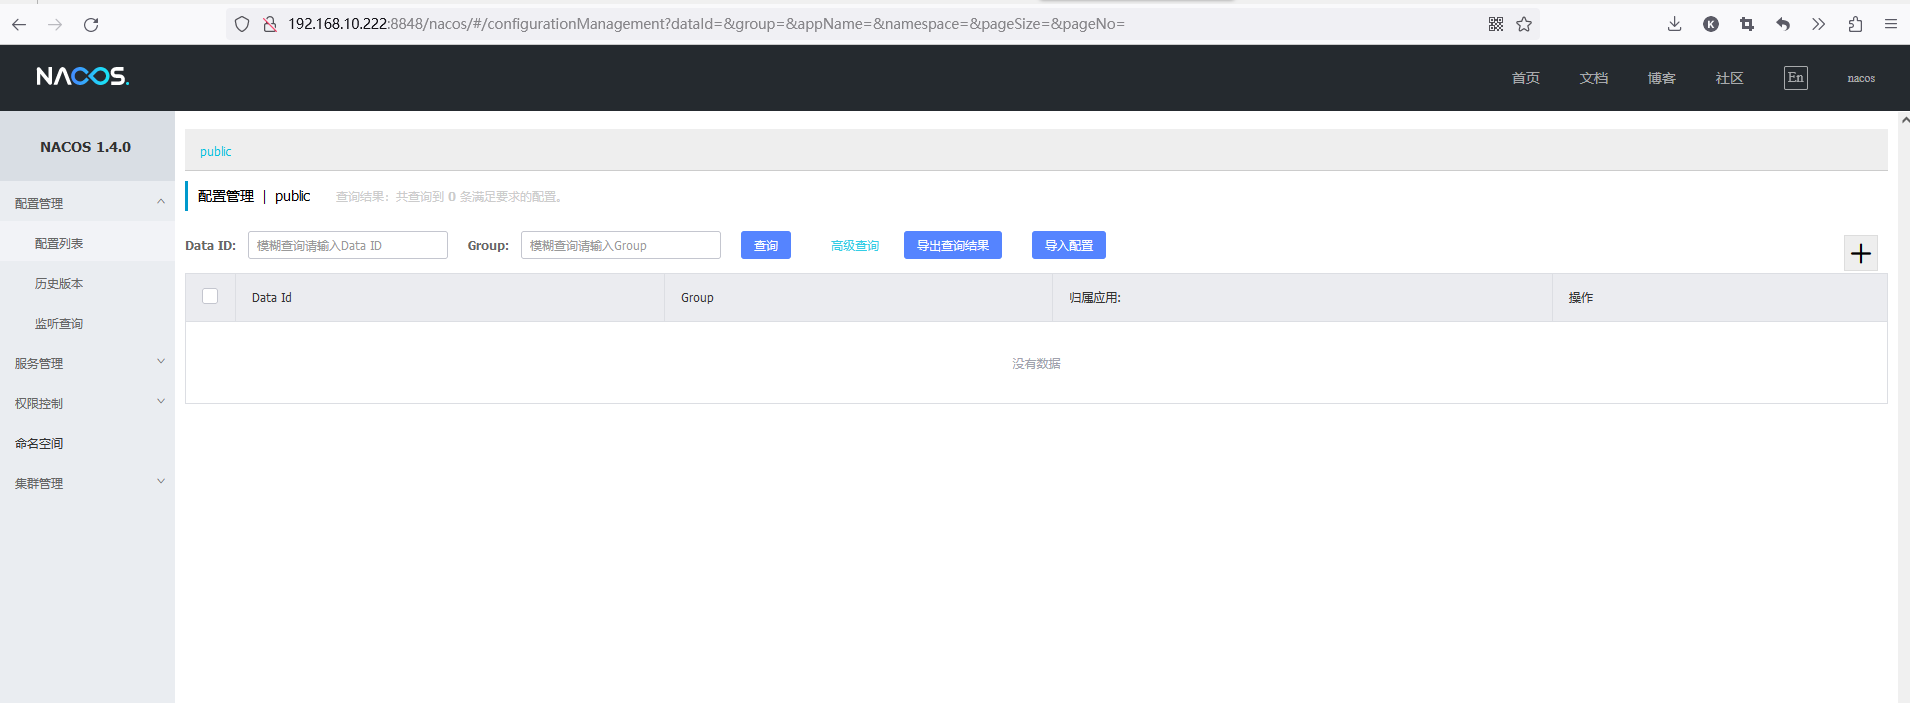 192.168.10.222:8848/nacos/#/configurationManagement?dataId=&group=&appName=&namespace=&pageSize=&pageNo=
K
NACOS.
首页 文档 博客 社区 En nacos
NACOS 1.4.0
配置管理
配置列表
历史版本
监听查询
服务管理
权限控制
命名空间
集群管理
public
配置管理 | public 查询结果：共查询到 0 条满足要求的配置。
Data ID: 模糊查询请输入Data ID Group: 模糊查询请输入Group 查询 高级查询 导出查询结果 导入配置
Data Id Group 归属应用: 操作
没有数据